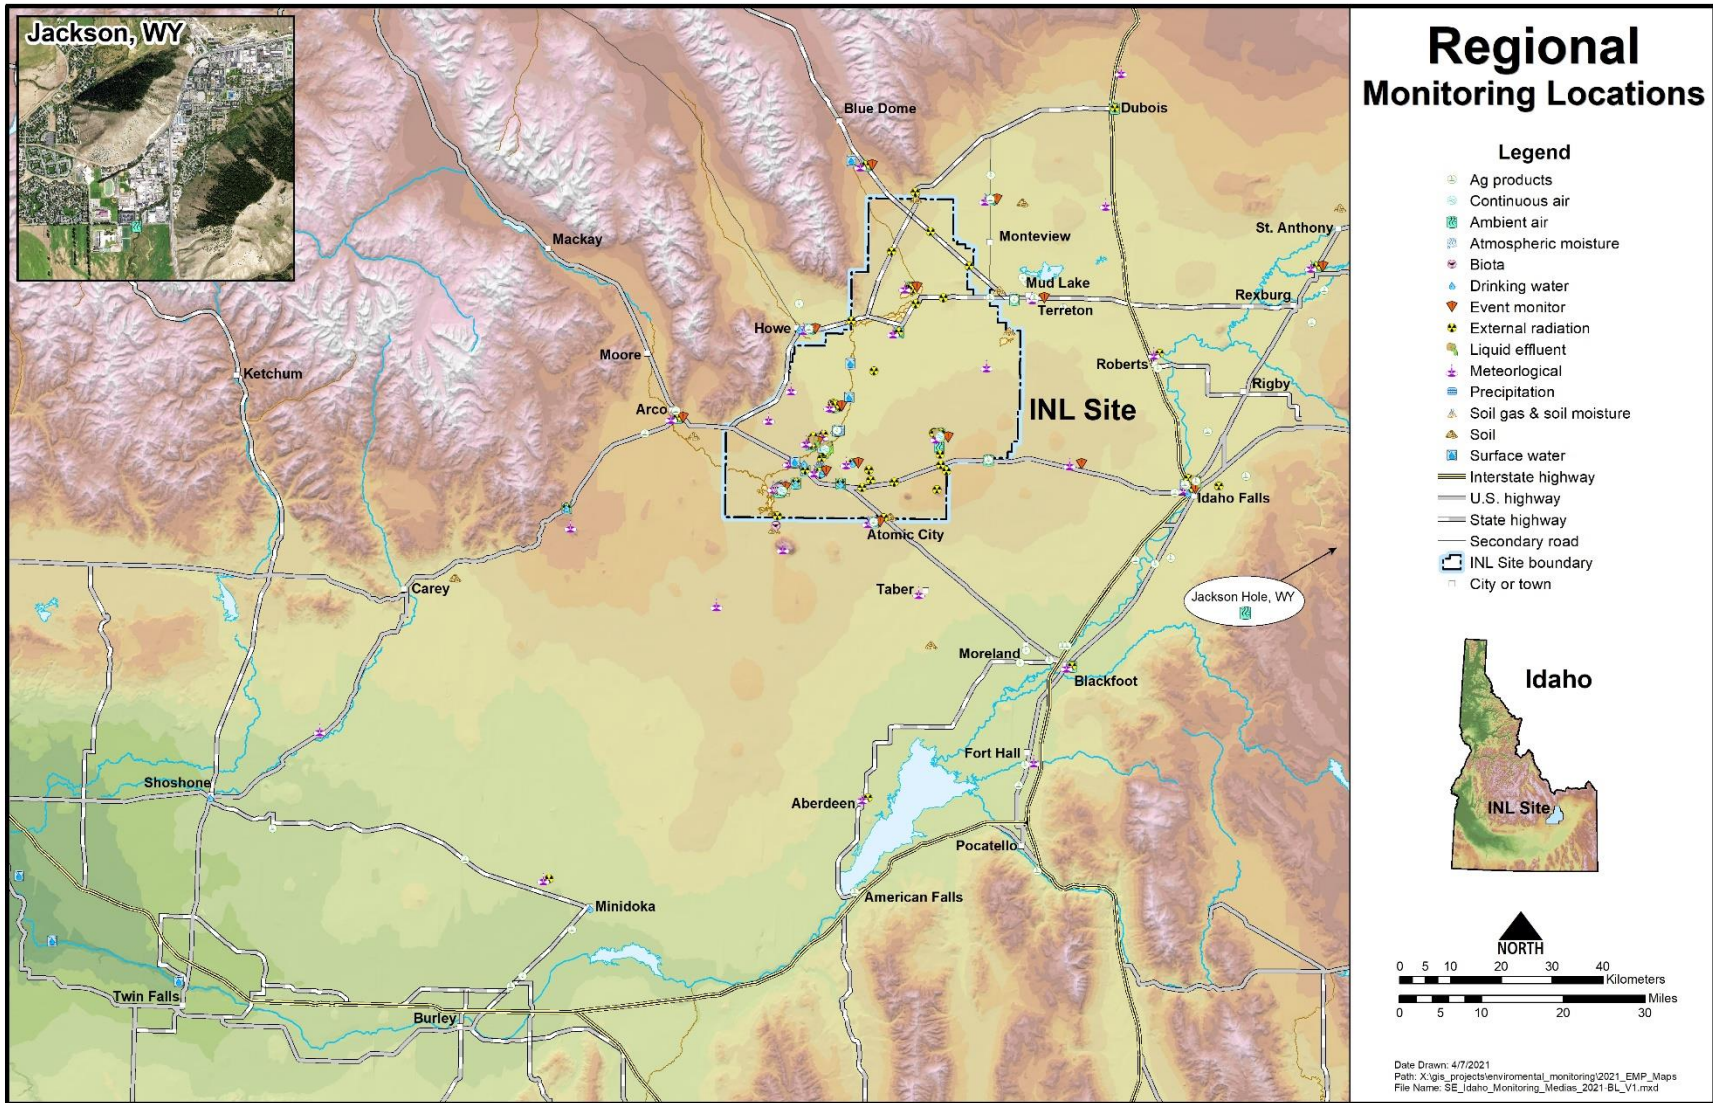 Jackson, WY
Regional
Monitoring Locations
Legend
Ag products
Continuous air
Ambient air
Atmospheric moisture
Biota
Drinking water
Event monitor
External radiation
Liquid effluent
Meteorlogical
Precipitation
Soil gas & soil moisture
Soil
Surface water
Interstate highway
U.S. highway
State highway
Secondary road
INL Site boundary
City or town
Blue Dome
Dubois
Mackay
Monteview
St. Anthony
Mud Lake
Rexburg
Terreton
Howe
Moore
Ketchum
Roberts
Rigby
Arco
INL Site
Idaho Falls
Atomic City
Carey
Taber
Jackson Hole, WY
Moreland
Blackfoot
Fort Hall
Shoshone
Aberdeen
Pocatello
American Falls
Minidoka
Twin Falls
Burley
Idaho
INL Site
NORTH
0 5 10 20 30 40
Kilometers
Miles
0 5 10 20 30
Date Drawn: 4/7/2021
Path: X:\gis_projects\enviromental_monitoring\2021_EMP_Maps
File Name: SE_Idaho_Monitoring_Medias_2021-BL_V1.mxd